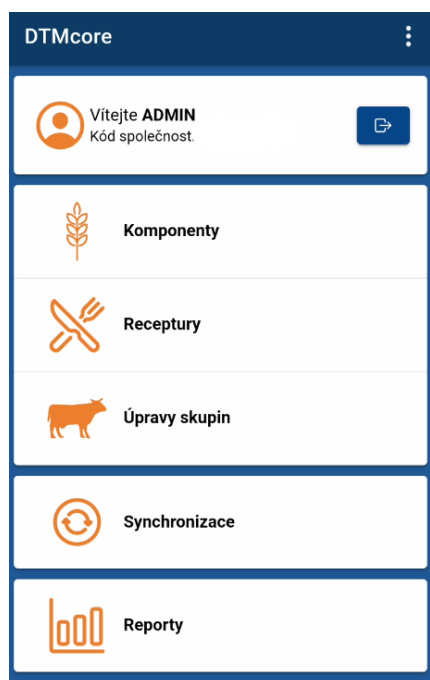 DTMcore
Vítejte ADMIN
Kód společnost.
Komponenty
Receptury
Úpravy skupin
Synchronizace
Reporty